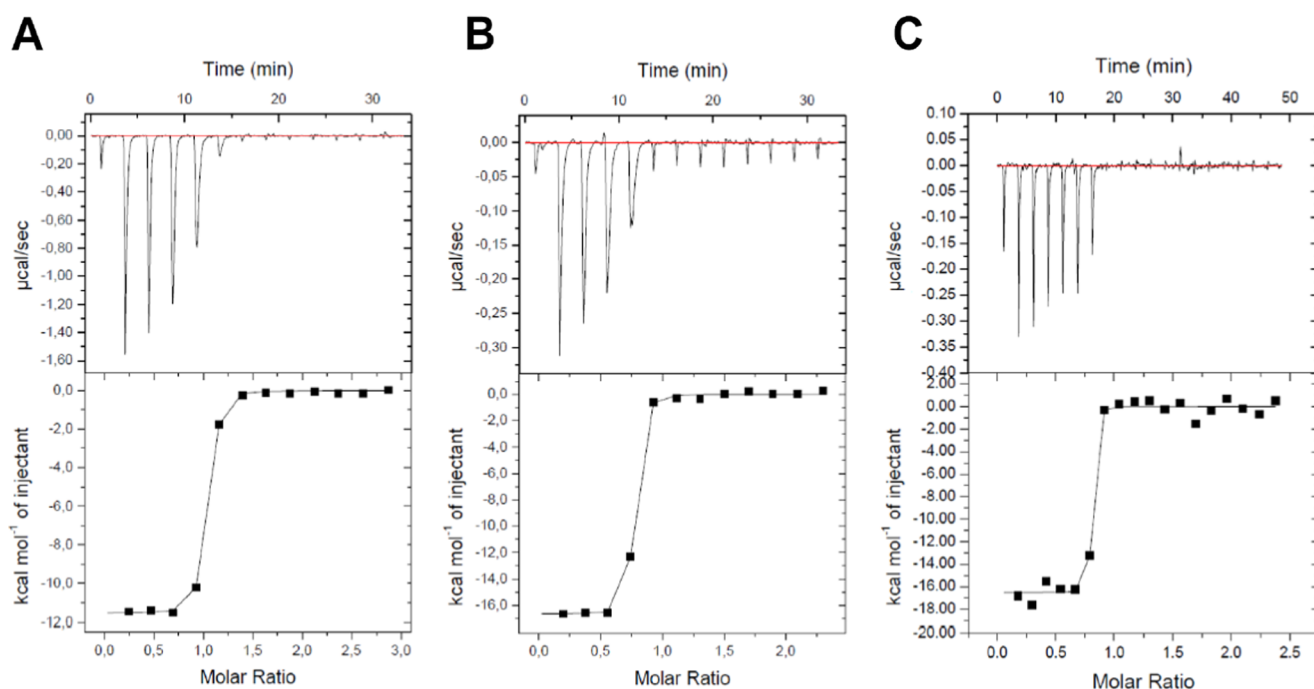 A
Time (min)
0 10 20 30
0,00
-0,20
-0,40
-0,60
-0,80
-1,00
-1,20
-1,40
-1,60
µcal/sec
0,0
-2,0
-4,0
-6,0
-8,0
-10,0
-12,0
kcal mol⁻¹ of injectant
0,0 0,5 1,0 1,5 2,0 2,5 3,0
Molar Ratio
B
Time (min)
0 10 20 30
0,00
-0,05
-0,10
-0,15
-0,20
-0,25
-0,30
µcal/sec
0,0
-2,0
-4,0
-6,0
-8,0
-10,0
-12,0
-14,0
-16,0
kcal mol⁻¹ of injectant
0,0 0,5 1,0 1,5 2,0
Molar Ratio
C
Time (min)
0 10 20 30 40 50
0.10
0.05
0.00
-0.05
-0.10
-0.15
-0.20
-0.25
-0.30
-0.35
-0.40
µcal/sec
2.00
0.00
-2.00
-4.00
-6.00
-8.00
-10.00
-12.00
-14.00
-16.00
-18.00
-20.00
kcal mol⁻¹ of injectant
0.0 0.5 1.0 1.5 2.0 2.5
Molar Ratio